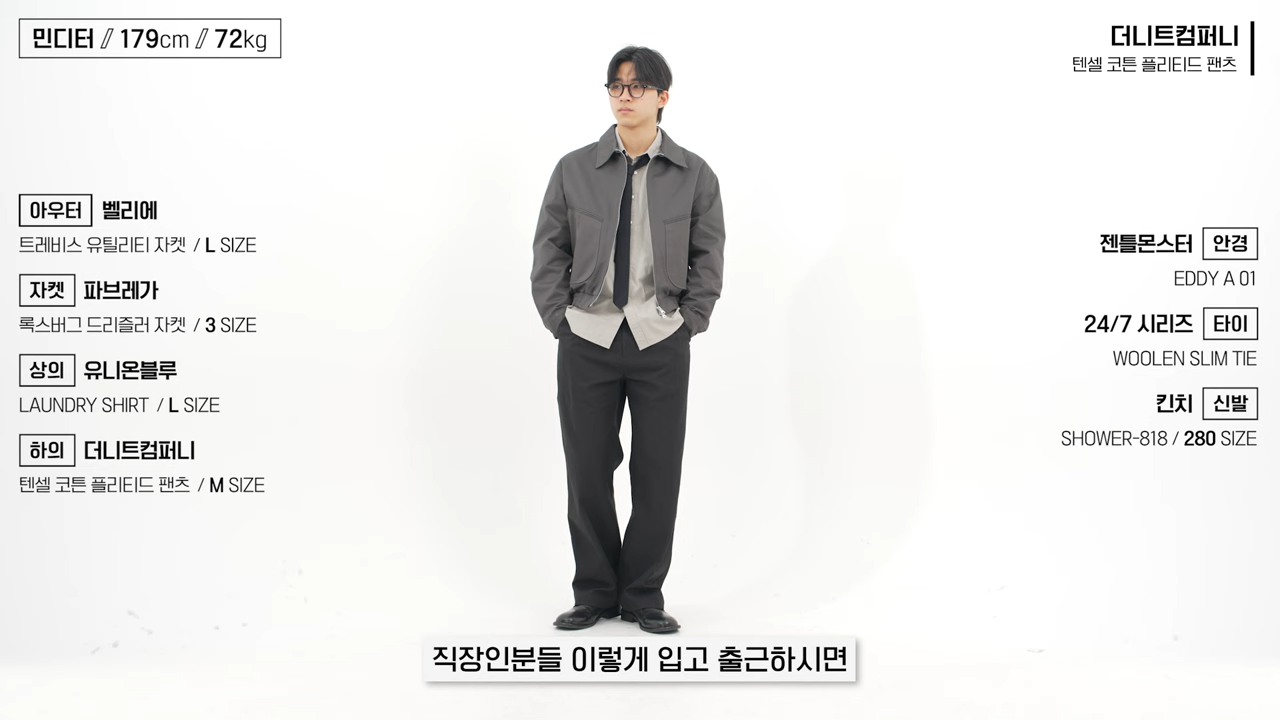 민디터 // 179cm // 72kg
더니트컴퍼니
텐셀 코튼 플리티드 팬츠
아우터 벨리에
트레비스 유틸리티 자켓 / L SIZE
자켓 파브레가
록스버그 드리즐러 자켓 / 3 SIZE
상의 유니온블루
LAUNDRY SHIRT / L SIZE
하의 더니트컴퍼니
텐셀 코튼 플리티드 팬츠 / M SIZE
젠틀몬스터 안경
EDDY A 01
24/7 시리즈 타이
WOOLEN SLIM TIE
킨치 신발
SHOWER-818 / 280 SIZE
직장인분들 이렇게 입고 출근하시면